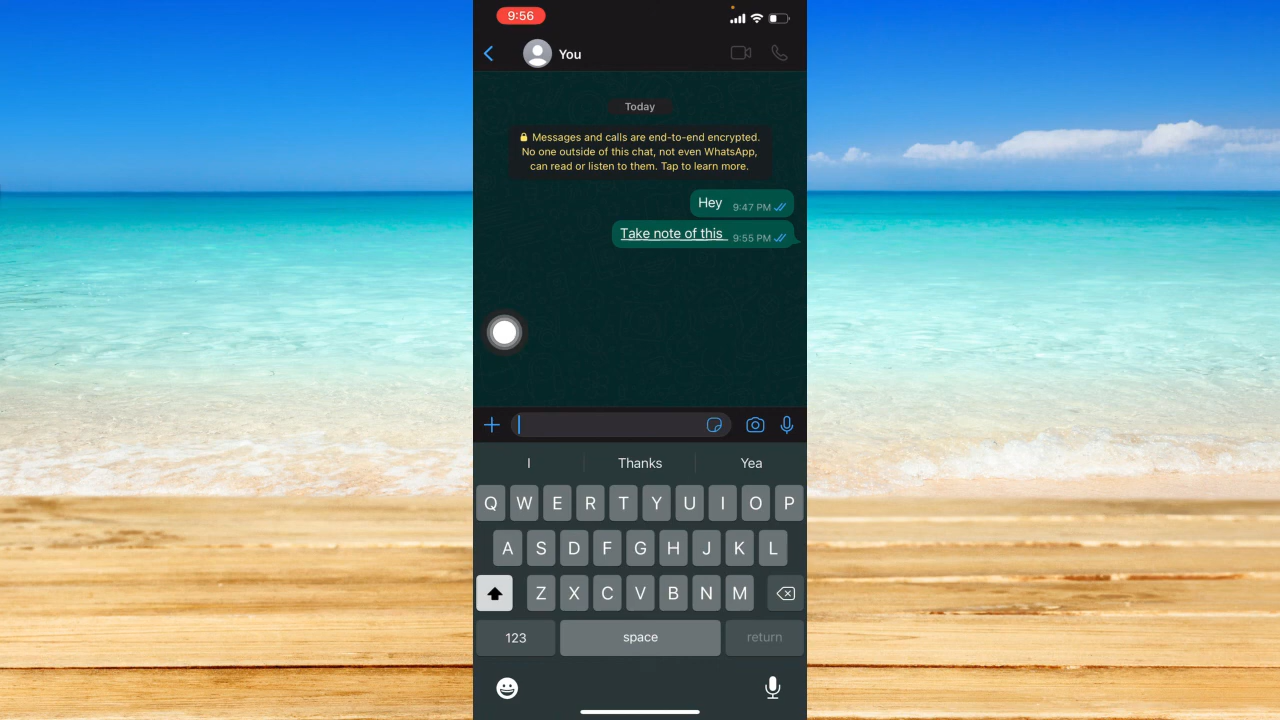 9:56
You
Today
Messages and calls are end-to-end encrypted.
No one outside of this chat, not even WhatsApp,
can read or listen to them. Tap to learn more.
Hey 9:47 PM
Take note of this 9:55 PM
I Thanks Yea
Q W E R T Y U I O P
A S D F G H J K L
Z X C V B N M
123 space return